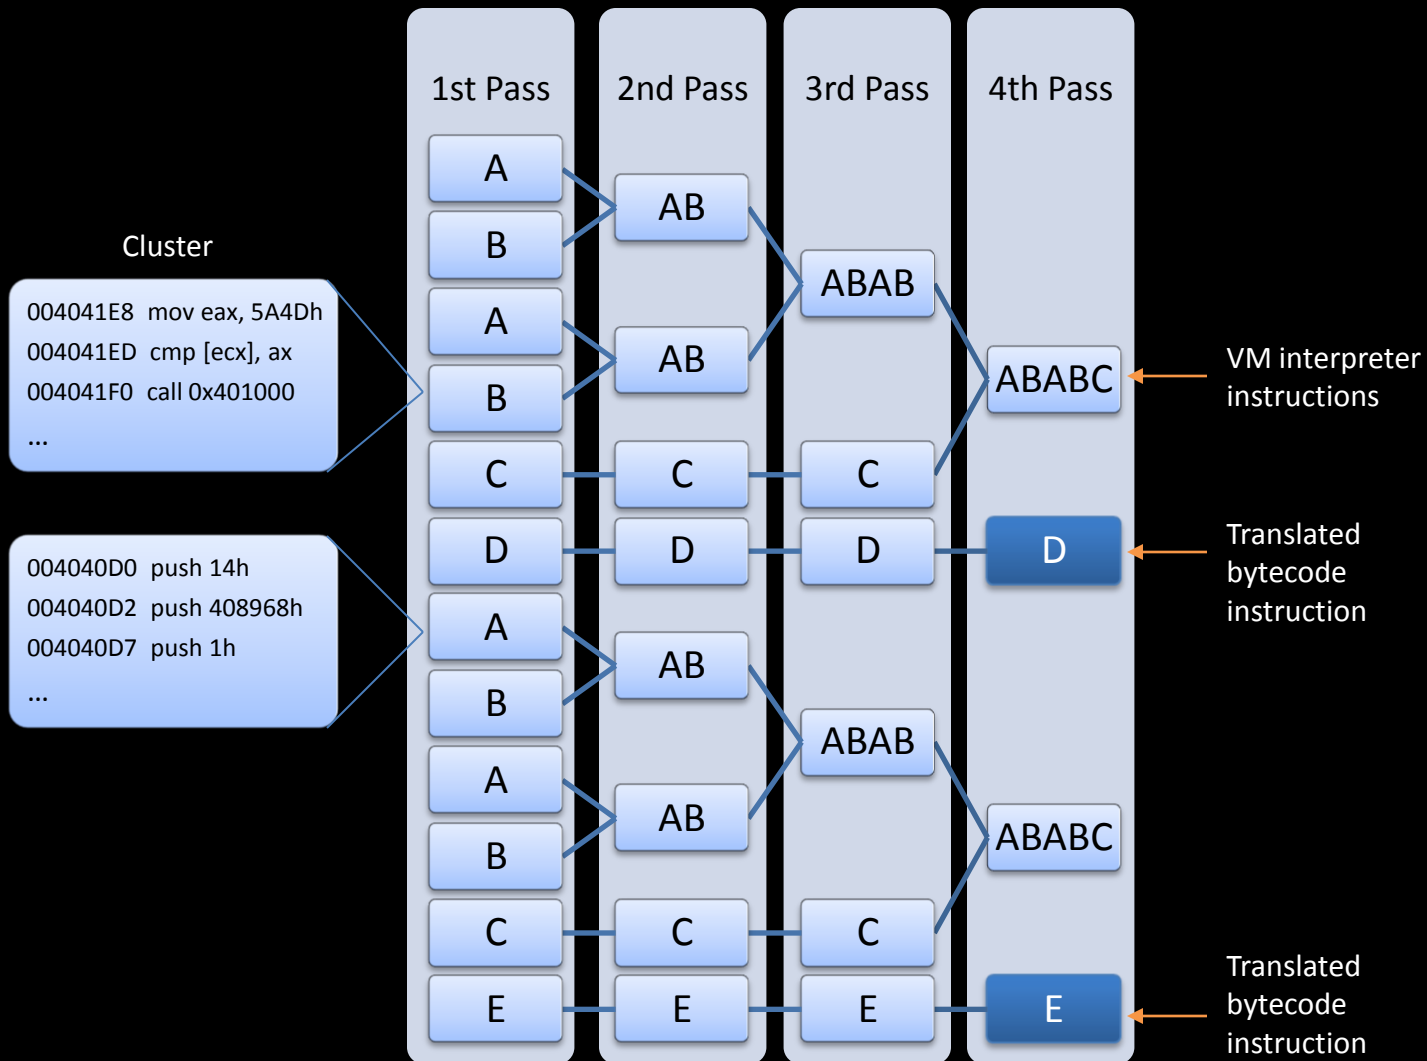 Cluster
004041E8 mov eax, 5A4Dh
004041ED cmp [ecx], ax
004041F0 call 0x401000
...
004040D0 push 14h
004040D2 push 408968h
004040D7 push 1h
...
1st Pass
A
B
A
B
C
D
A
B
A
B
C
E
2nd Pass
AB
AB
C
D
AB
AB
C
E
3rd Pass
ABAB
C
D
ABAB
C
E
4th Pass
ABABC
D
ABABC
E
VM interpreter
instructions
Translated
bytecode
instruction
Translated
bytecode
instruction